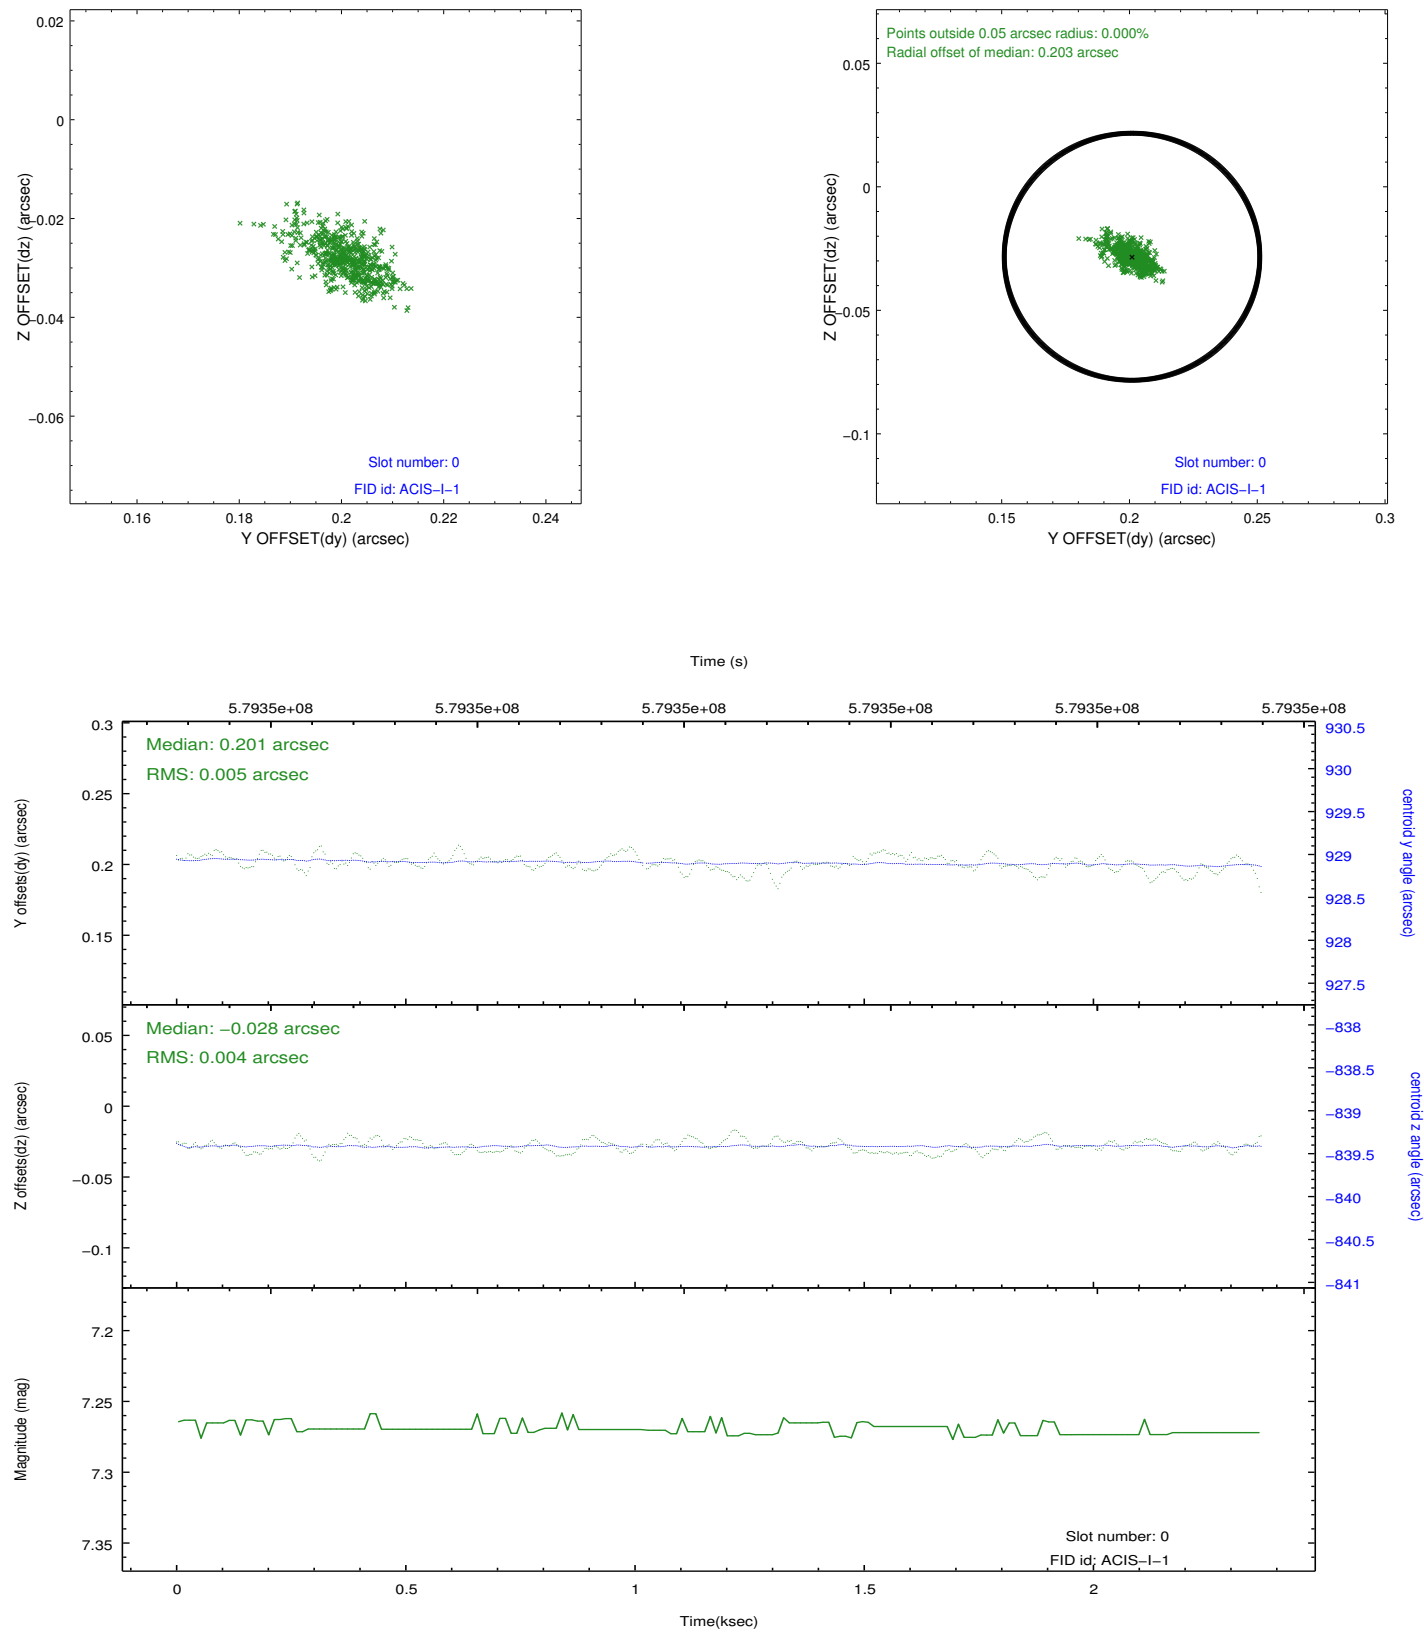 0.02
0
−0.02
−0.04
−0.06
Z OFFSET(dz) (arcsec)
Slot number: 0
FID id: ACIS−I−1
0.16
0.18
0.2
0.22
0.24
Y OFFSET(dy) (arcsec)
Points outside 0.05 arcsec radius: 0.000%
Radial offset of median: 0.203 arcsec
0.05
0
−0.05
−0.1
Z OFFSET(dz) (arcsec)
Slot number: 0
FID id: ACIS−I−1
0.15
0.2
0.25
0.3
Y OFFSET(dy) (arcsec)
Time (s)
5.7935e+08
5.7935e+08
5.7935e+08
5.7935e+08
5.7935e+08
5.7935e+08
Median: 0.201 arcsec
RMS: 0.005 arcsec
0.3
0.25
0.2
0.15
Y offsets(dy) (arcsec)
930.5
930
929.5
929
928.5
928
927.5
centroid y angle (arcsec)
Median: −0.028 arcsec
RMS: 0.004 arcsec
0.05
0
−0.05
−0.1
Z offsets(dz) (arcsec)
−838
−838.5
−839
−839.5
−840
−840.5
−841
centroid z angle (arcsec)
7.2
7.25
7.3
7.35
Magnitude (mag)
Slot number: 0
FID id: ACIS−I−1
0
0.5
1
1.5
2
Time(ksec)